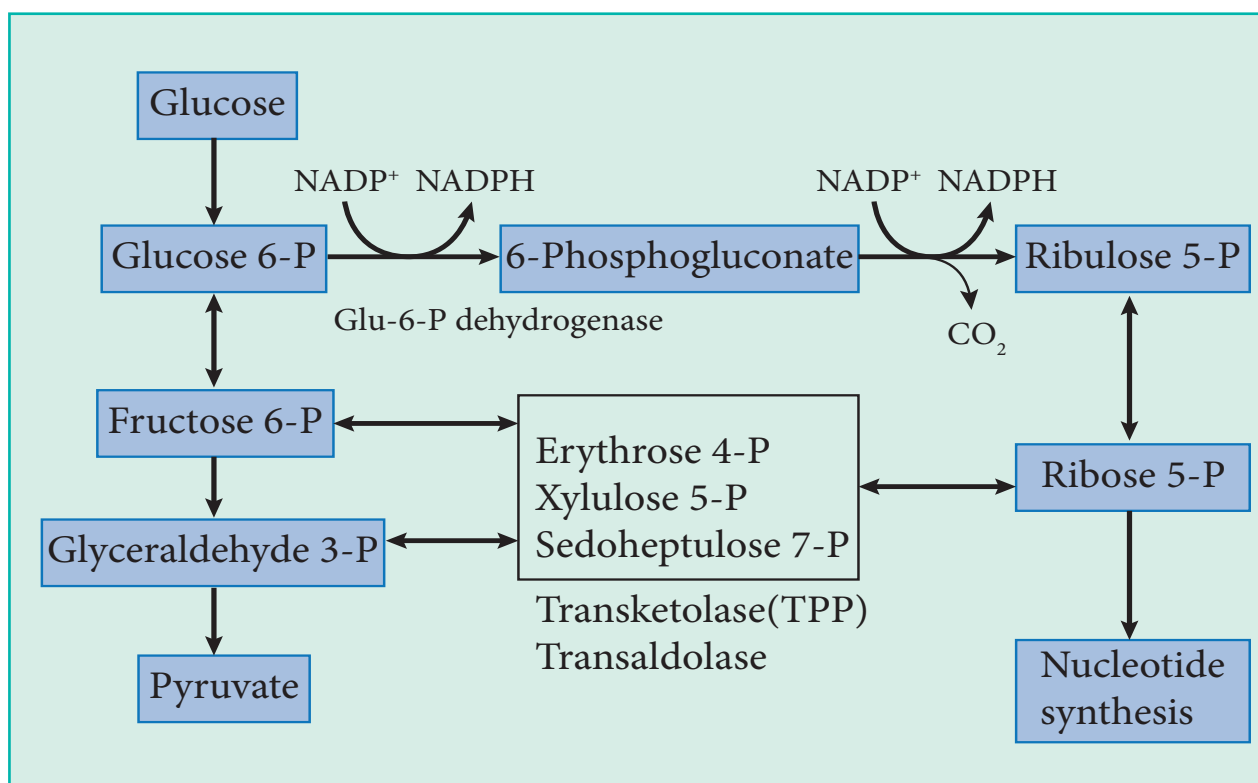 Glucose
NADP⁺ NADPH
NADP⁺ NADPH
Glucose 6-P
6-Phosphogluconate
Ribulose 5-P
Glu-6-P dehydrogenase
CO₂
Fructose 6-P
Erythrose 4-P
Xylulose 5-P
Sedoheptulose 7-P
Ribose 5-P
Glyceraldehyde 3-P
Transketolase(TPP)
Transaldolase
Pyruvate
Nucleotide
synthesis